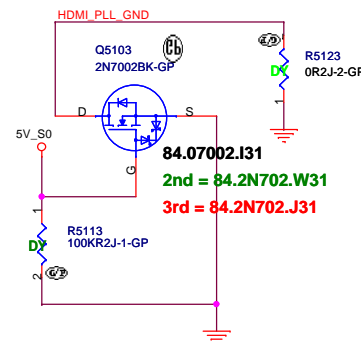 HDMI_PLL_GND
Q5103
2N7002BK-GP
R5123
0R2J-2-GP
DY
1
D
S
G
5V_S0
84.07002.I31
2nd = 84.2N702.W31
3rd = 84.2N702.J31
1
R5113
100KR2J-1-GP
DY
2